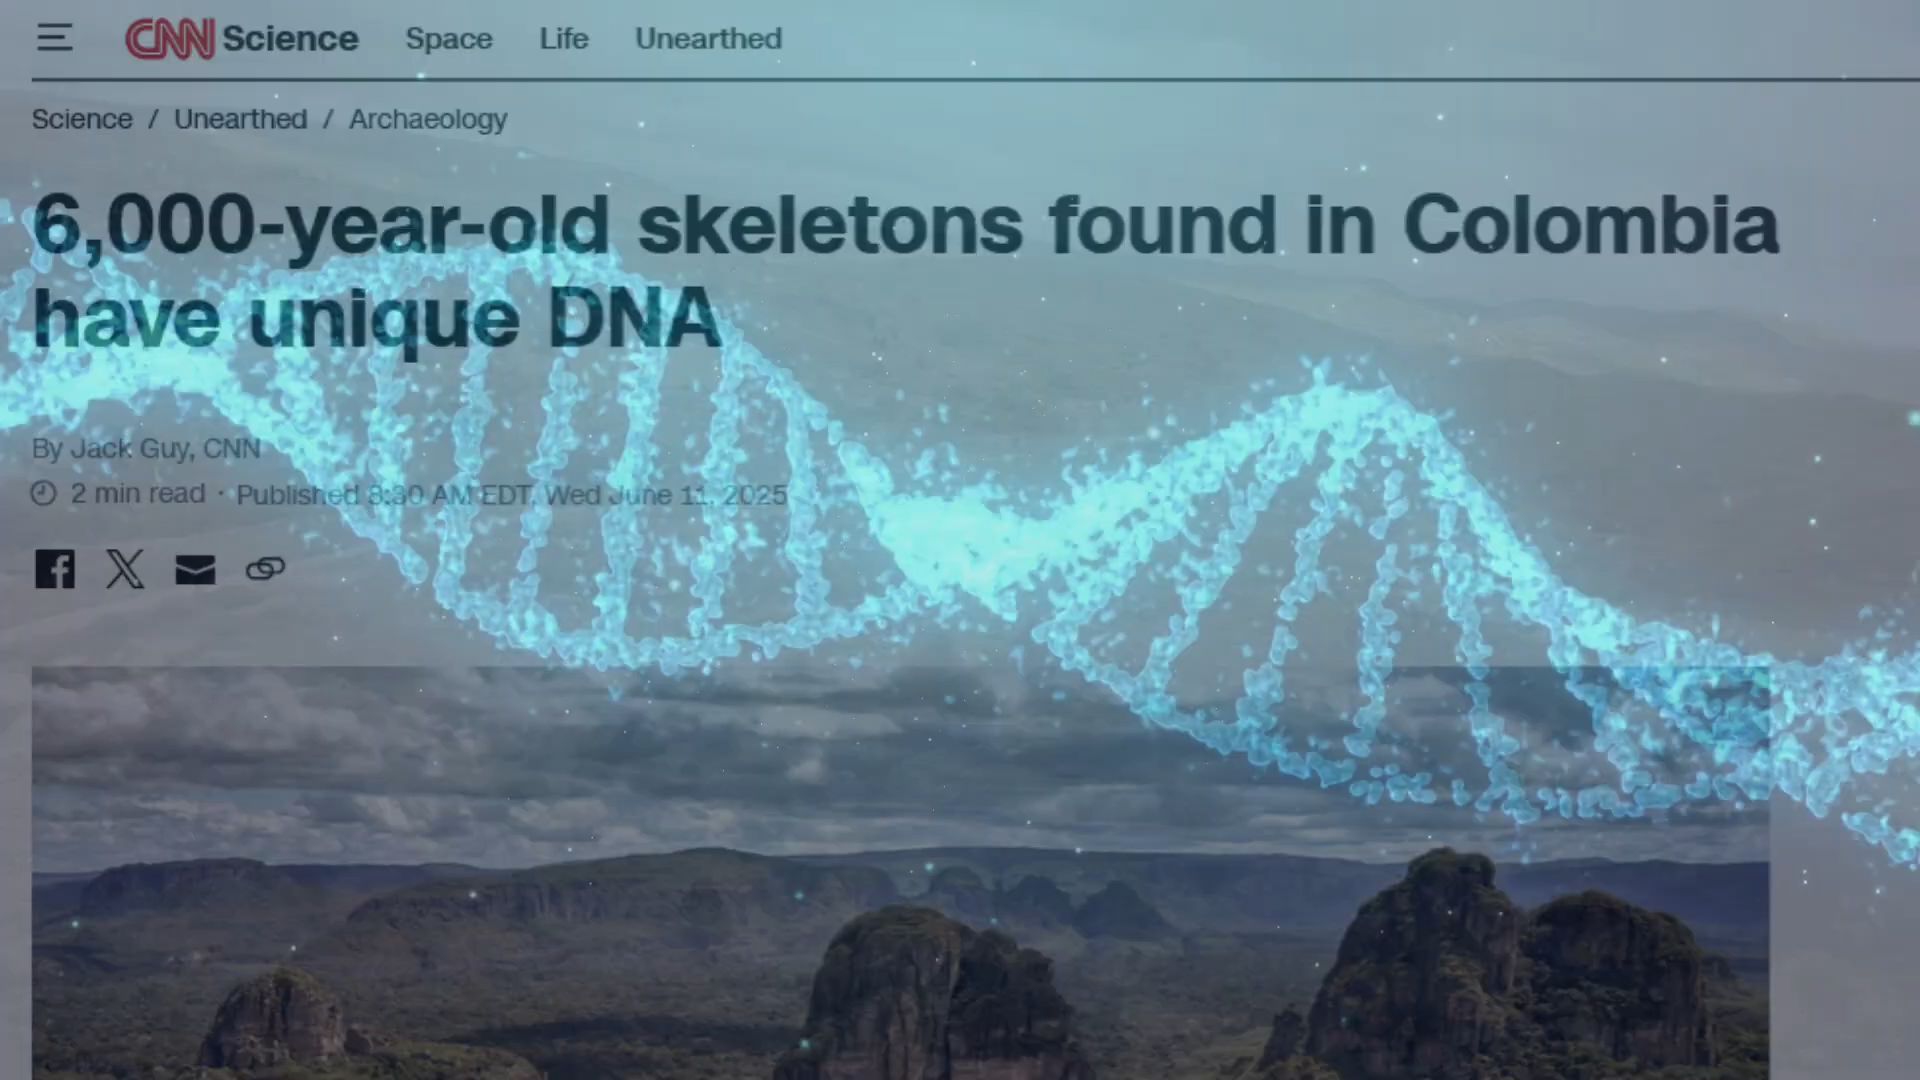 CNN Science Space Life Unearthed
Science / Unearthed / Archaeology
6,000-year-old skeletons found in Colombia
have unique DNA
By Jack Guy, CNN
2 min read · Published 8:30 AM EDT, Wed June 11, 2025